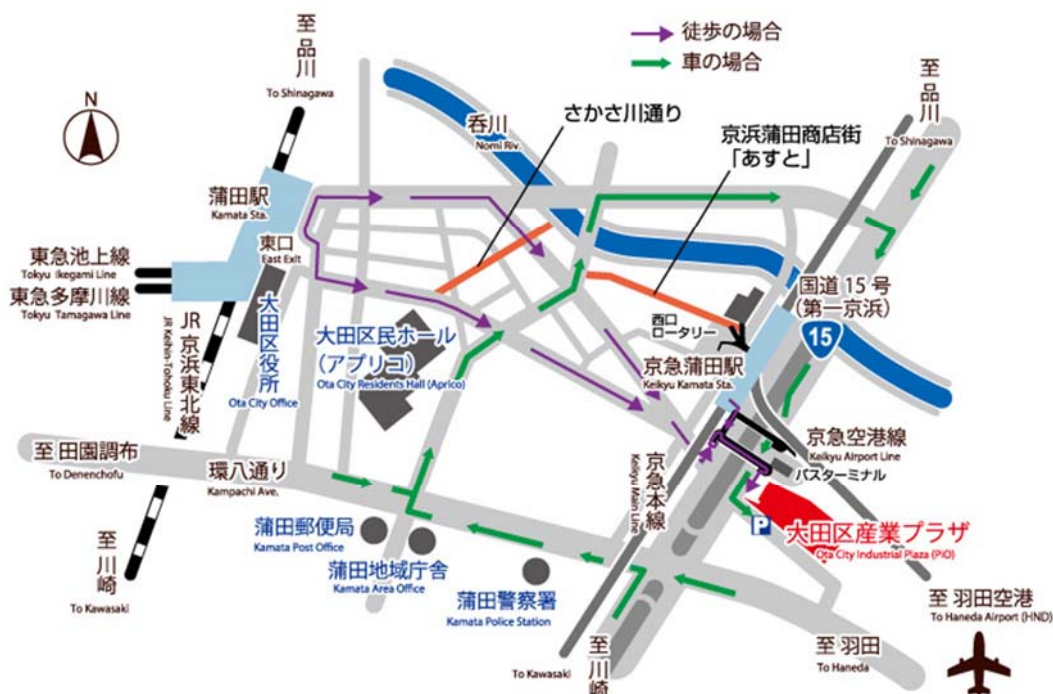 徒歩の場合
車の場合
至 品川
To Shinagawa
N
さかさ川通り
呑川
Nomi Riv.
京浜蒲田商店街
「あすと」
至 品川
To Shinagawa
蒲田駅
Kamata Sta.
東口
East Exit
東急池上線
Tokyu Ikegami Line
東急多摩川線
Tokyu Tamagawa Line
JR京浜東北線
JR Keihin-Tohoku Line
大田区役所
Ota City Office
大田区民ホール
（アプリコ）
Ota City Residents Hall (Aprico)
国道 15 号
（第一京浜）
15
西口
ロータリー
京急蒲田駅
Keikyu Kamata Sta.
京急空港線
Keikyu Airport Line
バスターミナル
京急本線
Keikyu Main Line
至 田園調布
To Denenchofu
環八通り
Kampachi Ave.
P
大田区産業プラザ
Ota City Industrial Plaza (PiO)
蒲田郵便局
Kamata Post Office
蒲田地域庁舎
Kamata Area Office
蒲田警察署
Kamata Police Station
至 川崎
To Kawasaki
To Kawasaki
至 川崎
至 羽田
To Haneda
至 羽田空港
To Haneda Airport (HND)